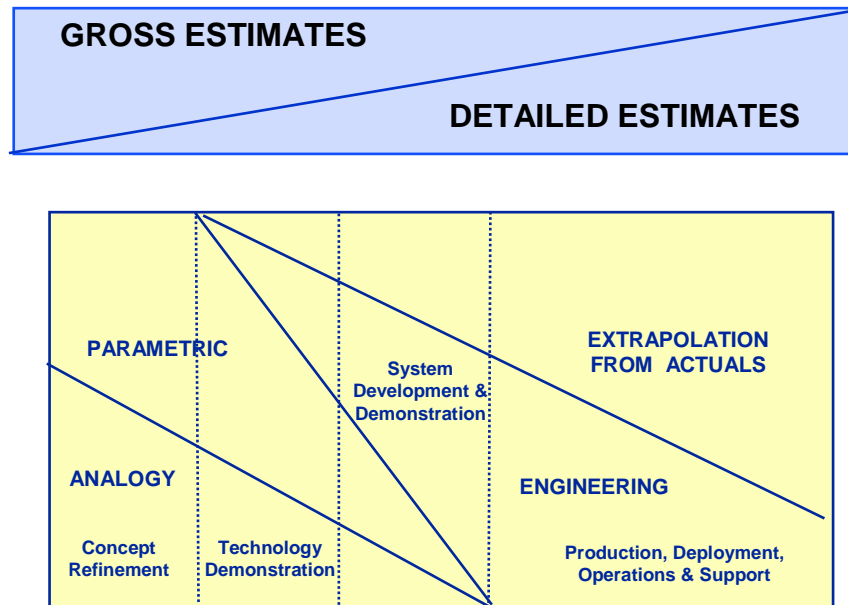 GROSS ESTIMATES
DETAILED ESTIMATES
PARAMETRIC
EXTRAPOLATION
FROM ACTUALS
System
Development &
Demonstration
ANALOGY
ENGINEERING
Concept
Refinement
Technology
Demonstration
Production, Deployment,
Operations & Support